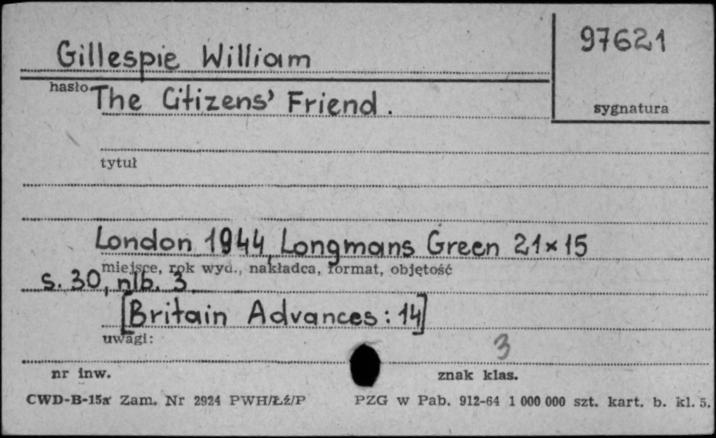 Gillespie William
97621
hasło
The Citizens' Friend.
sygnatura
tytuł
London 1944, Longmans Green 21×15
miejsce, rok wyd., nakładca, format, objętość
s. 30, nlb. 3.
[Britain Advances: 14]
uwagi:
3
nr inw.
znak klas.
CWD-B-15a Zam. Nr 2924 PWH/Łź/P PZG w Pab. 912-64 1 000 000 szt. kart. b. kl. 5.